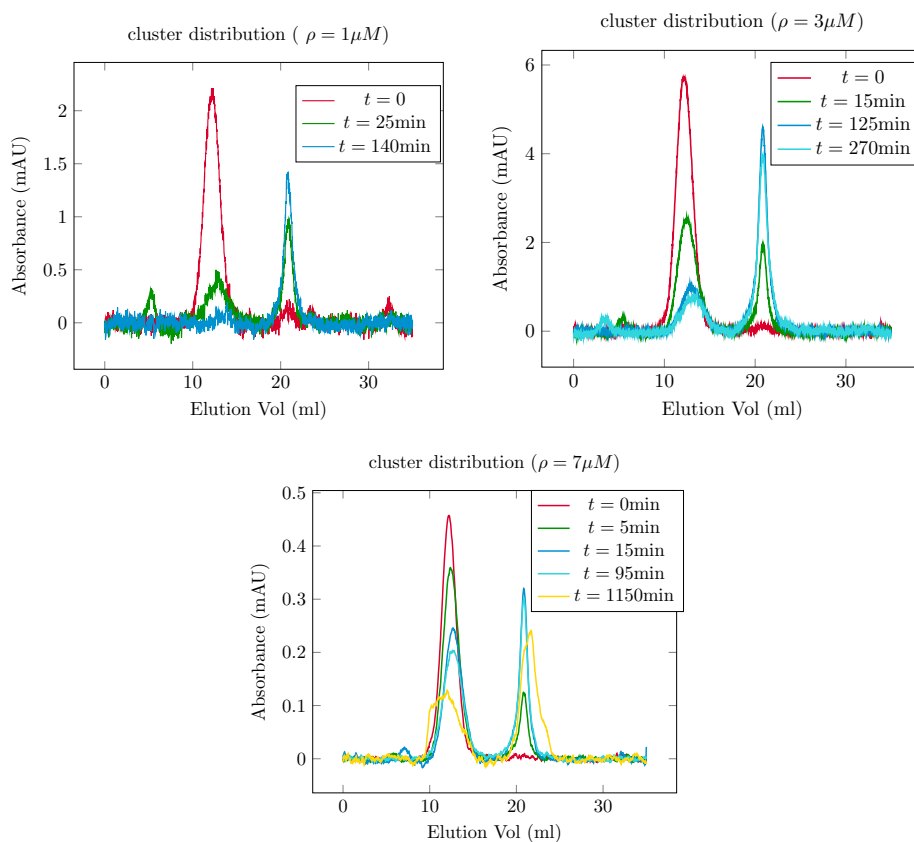 cluster distribution ( ρ = 1μM)
2
1.5
1
0.5
0
0
10
20
30
Absorbance (mAU)
Elution Vol (ml)
t = 0
t = 25min
t = 140min
cluster distribution (ρ = 3μM)
6
4
2
0
0
10
20
30
Absorbance (mAU)
Elution Vol (ml)
t = 0
t = 15min
t = 125min
t = 270min
cluster distribution (ρ = 7μM)
0.5
0.4
0.3
0.2
0.1
0
0
10
20
30
Absorbance (mAU)
Elution Vol (ml)
t = 0min
t = 5min
t = 15min
t = 95min
t = 1150min